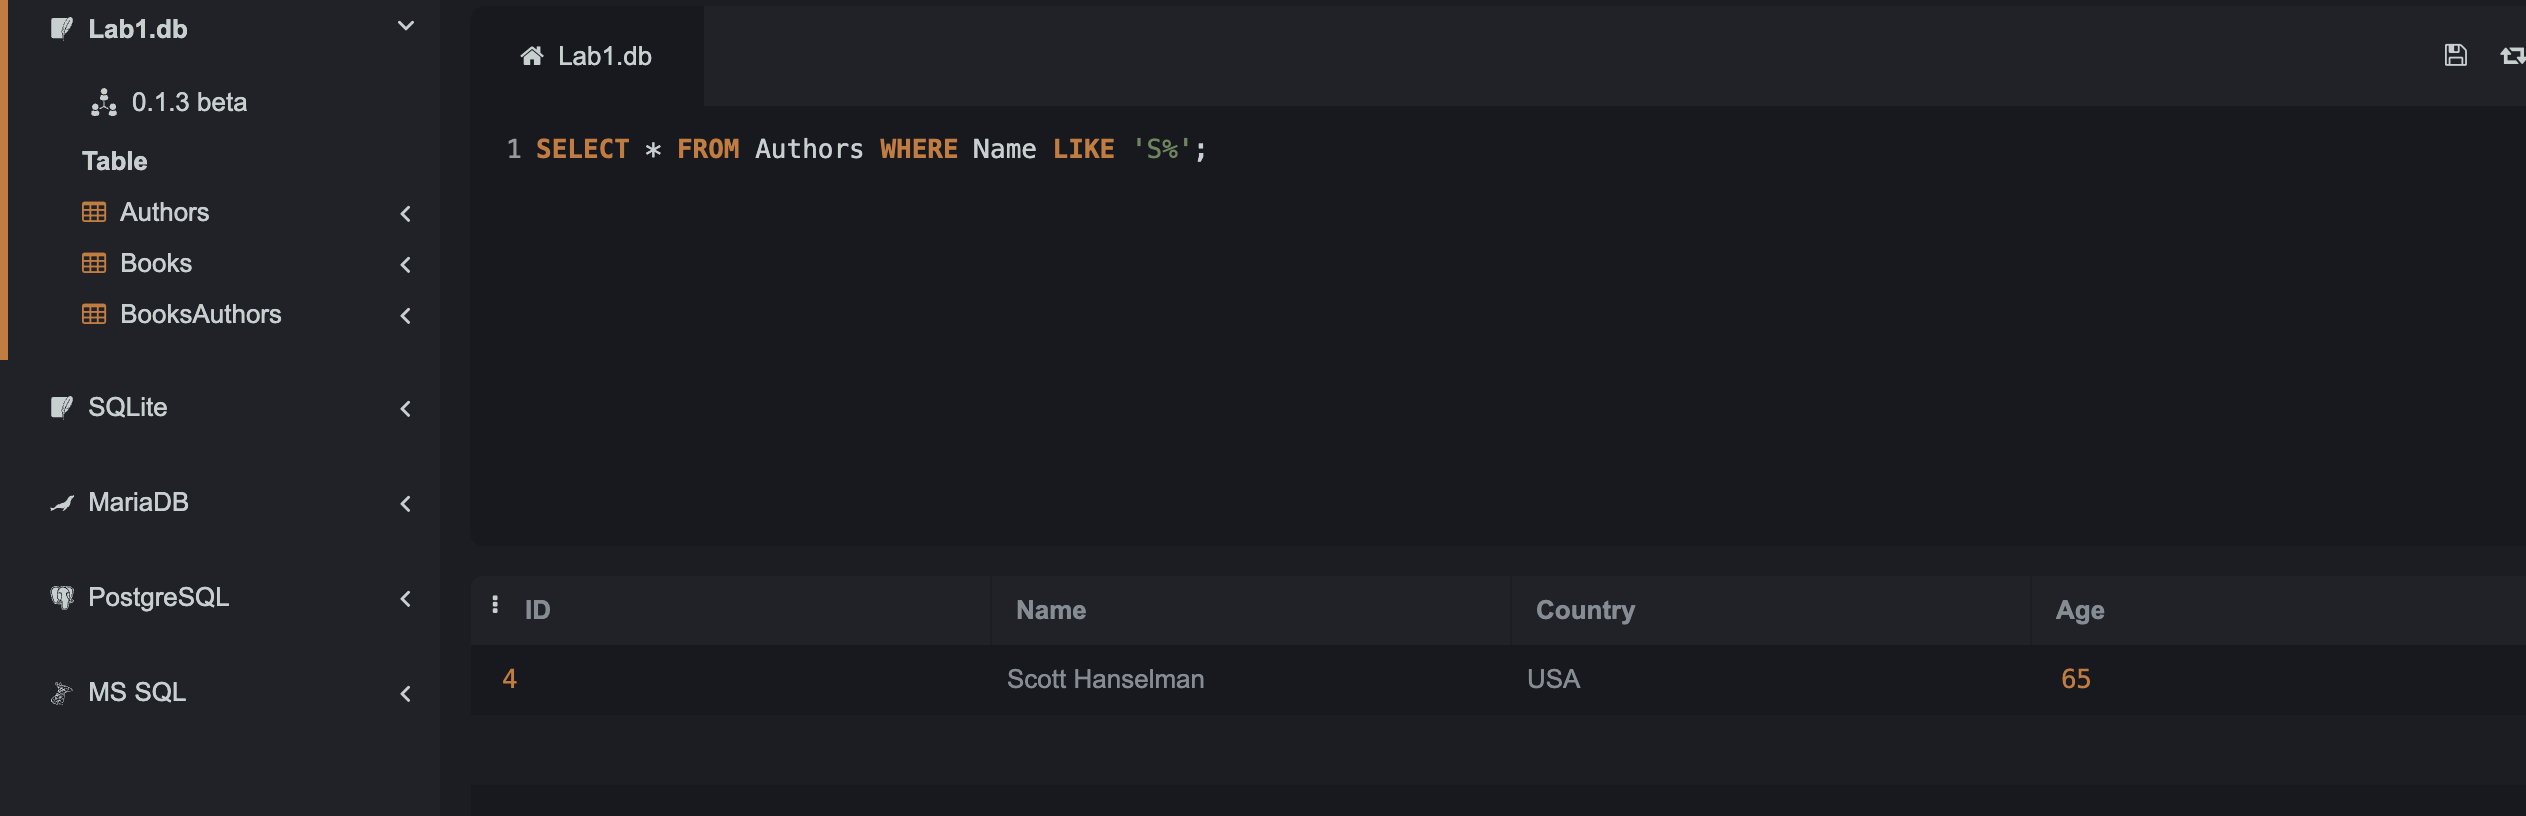 Lab1.db
0.1.3 beta
Table
Authors
Books
BooksAuthors
SQLite
MariaDB
PostgreSQL
MS SQL
Lab1.db
1 SELECT * FROM Authors WHERE Name LIKE 'S%';
ID Name Country Age
4 Scott Hanselman USA 65